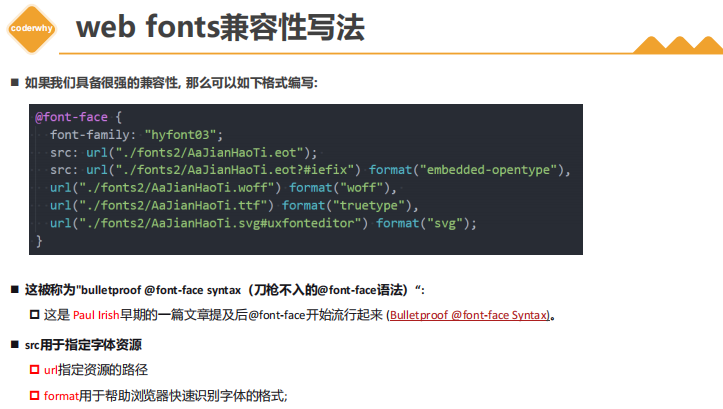 coderwhy
web fonts兼容性写法
如果我们具备很强的兼容性, 那么可以如下格式编写:
@font-face {
font-family: "hyfont03";
src: url("./fonts2/AaJianHaoTi.eot");
src: url("./fonts2/AaJianHaoTi.eot?#iefix") format("embedded-opentype"),
url("./fonts2/AaJianHaoTi.woff") format("woff"),
url("./fonts2/AaJianHaoTi.ttf") format("truetype"),
url("./fonts2/AaJianHaoTi.svg#uxfonteditor") format("svg");
}
这被称为"bulletproof @font-face syntax（刀枪不入的@font-face语法）“:
这是 Paul Irish早期的一篇文章提及后@font-face开始流行起来 (Bulletproof @font-face Syntax)。
src用于指定字体资源
url指定资源的路径
format用于帮助浏览器快速识别字体的格式;